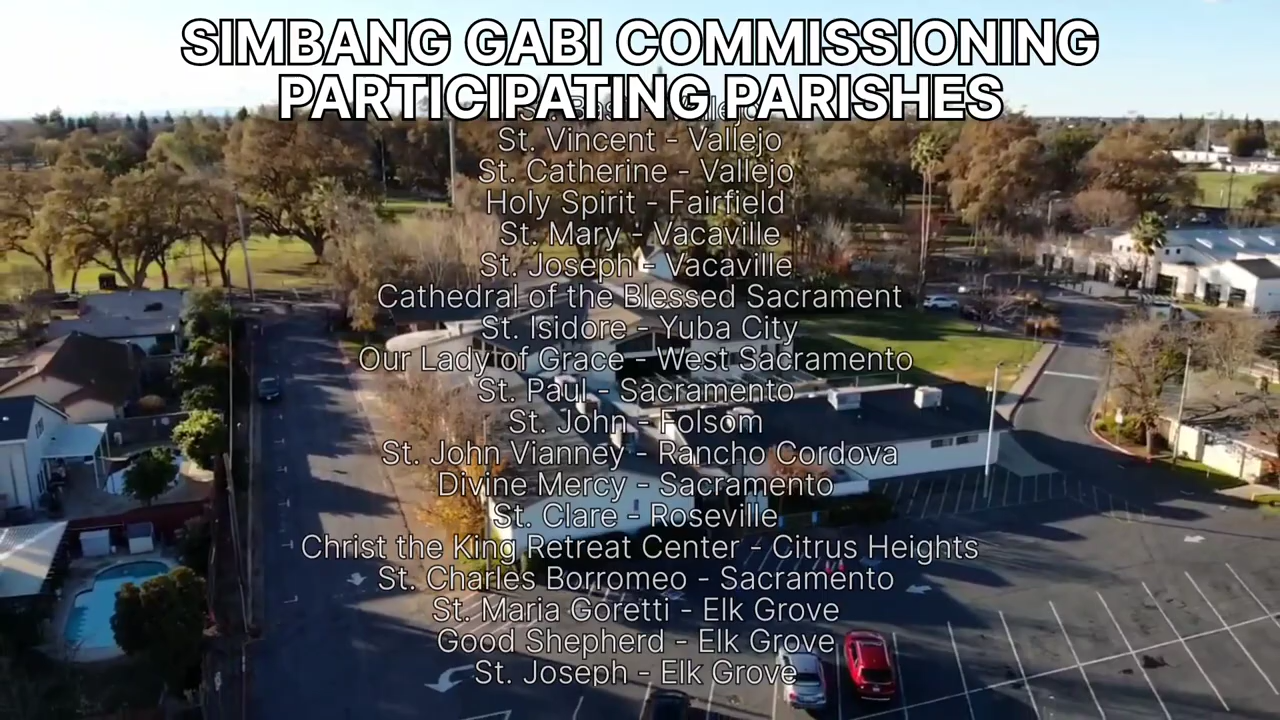 SIMBANG GABI COMMISSIONING
PARTICIPATING PARISHES
St. Vincent - Vallejo
St. Catherine - Vallejo
Holy Spirit - Fairfield
St. Mary - Vacaville
St. Joseph - Vacaville
Cathedral of the Blessed Sacrament
St. Isidore - Yuba City
Our Lady of Grace - West Sacramento
St. Paul - Sacramento
St. John - Folsom
St. John Vianney - Rancho Cordova
Divine Mercy - Sacramento
St. Clare - Roseville
Christ the King Retreat Center - Citrus Heights
St. Charles Borromeo - Sacramento
St. Maria Goretti - Elk Grove
Good Shepherd - Elk Grove
St. Joseph - Elk Grove